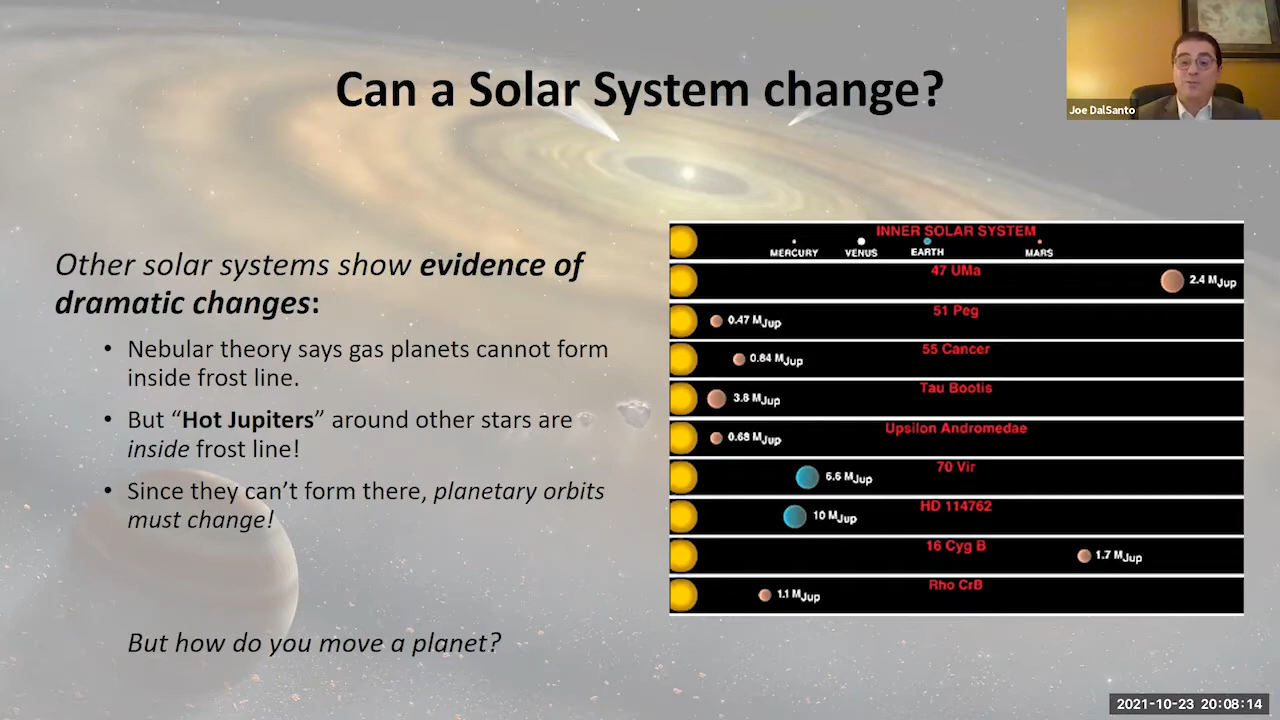 Can a Solar System change?
Joe DalSanto
Other solar systems show evidence of
dramatic changes:
• Nebular theory says gas planets cannot form
inside frost line.
• But “Hot Jupiters” around other stars are
inside frost line!
• Since they can’t form there, planetary orbits
must change!
But how do you move a planet?
INNER SOLAR SYSTEM
MERCURY VENUS EARTH MARS
47 UMa
2.4 MJup
51 Peg
0.47 MJup
55 Cancer
0.84 MJup
Tau Bootis
3.8 MJup
Upsilon Andromedae
0.68 MJup
70 Vir
6.6 MJup
HD 114762
10 MJup
16 Cyg B
1.7 MJup
Rho CrB
1.1 MJup
2021-10-23 20:08:14